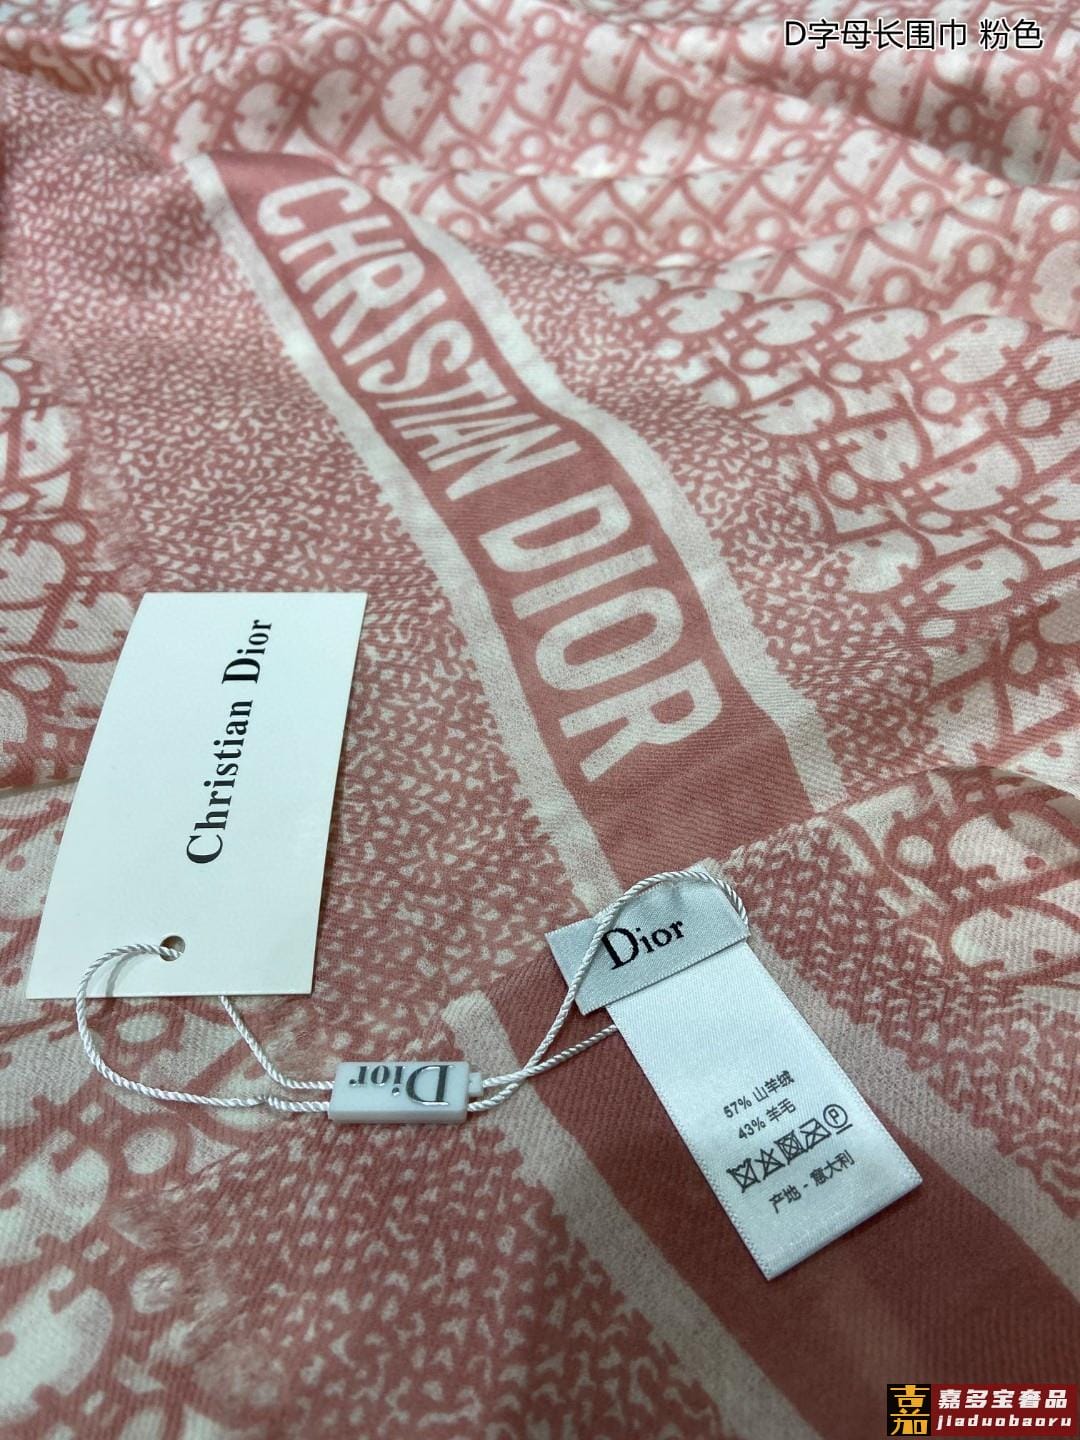 D字母长围巾 粉色
CHRISTIAN DIOR
Christian Dior
Dior
Dior
57% 山羊绒
43% 羊毛
P
产地 - 意大利
嘉
嘉多宝奢品
jiaduobaoru